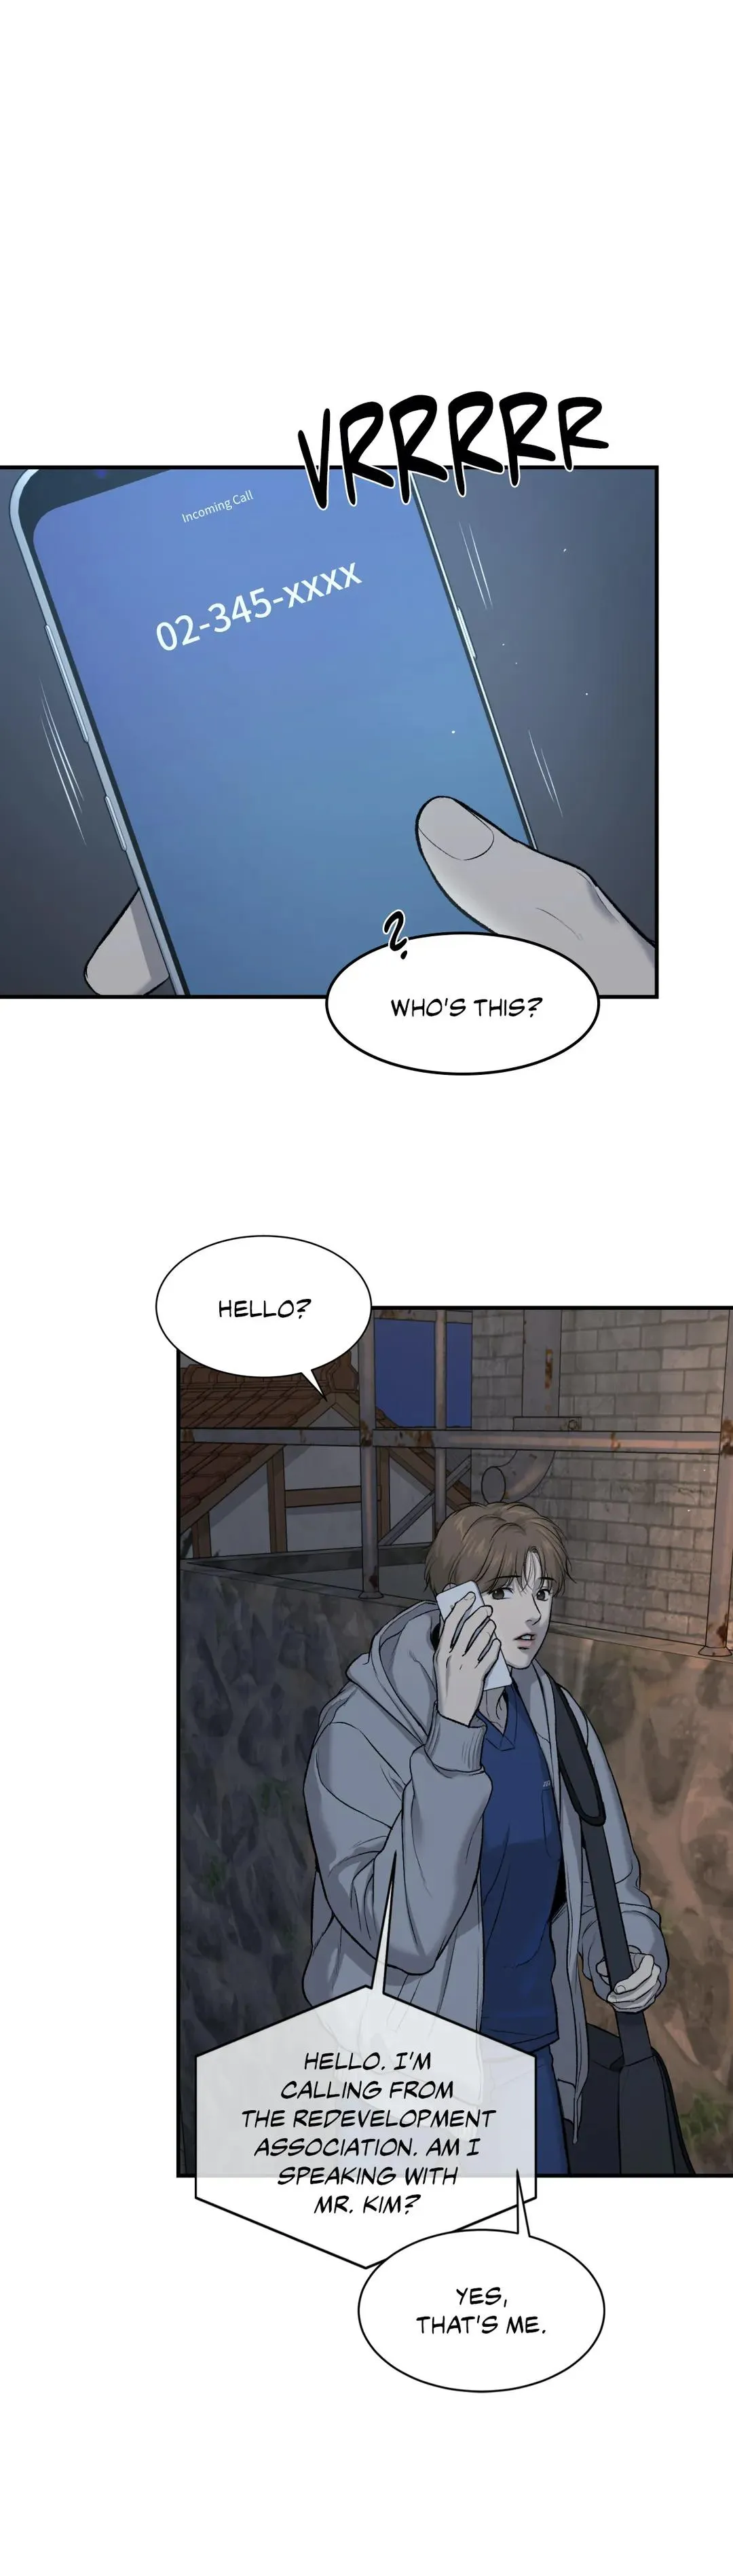 VRRRRR
Incoming Call
02-345-xxxx
?
WHO'S THIS?
HELLO?
HELLO. I'M
CALLING FROM
THE REDEVELOPMENT
ASSOCIATION. AM I
SPEAKING WITH
MR. KIM?
YES,
THAT'S ME.